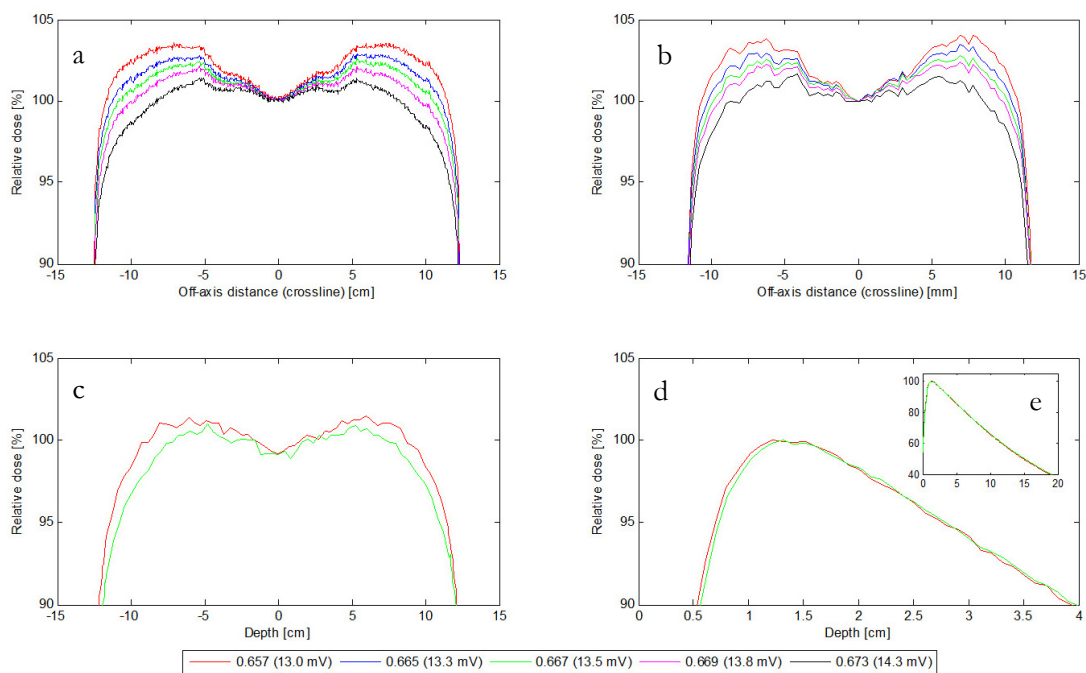 a
105
100
95
90
Relative dose [%]
-15 -10 -5 0 5 10 15
Off-axis distance (crossline) [cm]
b
105
100
95
90
Relative dose [%]
-15 -10 -5 0 5 10 15
Off-axis distance (crossline) [mm]
c
105
100
95
90
Relative dose [%]
-15 -10 -5 0 5 10 15
Depth [cm]
d
105
100
95
90
Relative dose [%]
0 0.5 1 1.5 2 2.5 3 3.5 4
Depth [cm]
e
100
80
60
40
0 5 10 15 20
0.657 (13.0 mV) 0.665 (13.3 mV) 0.667 (13.5 mV) 0.669 (13.8 mV) 0.673 (14.3 mV)